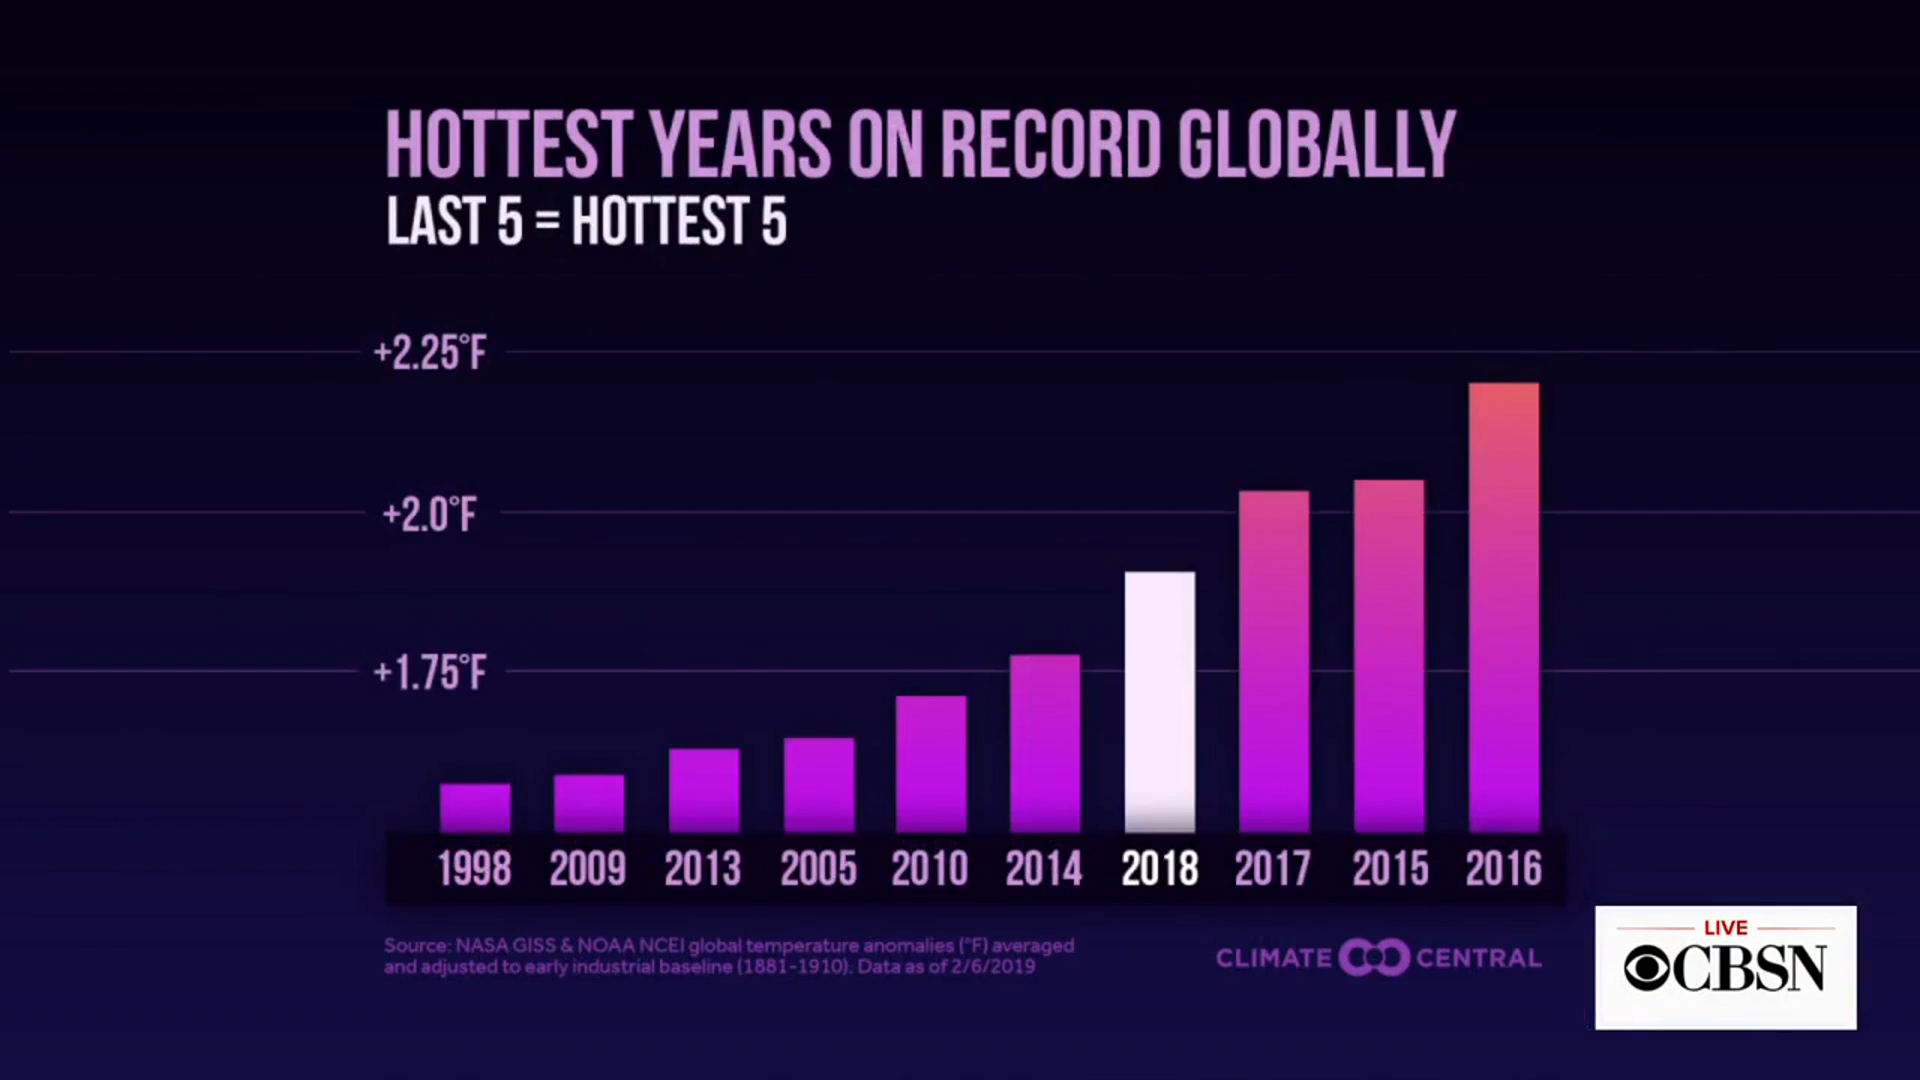 HOTTEST YEARS ON RECORD GLOBALLY
LAST 5 = HOTTEST 5
+2.25°F
+2.0°F
+1.75°F
1998 2009 2013 2005 2010 2014 2018 2017 2015 2016
Source: NASA GISS & NOAA NCEI global temperature anomalies (°F) averaged
and adjusted to early industrial baseline (1881-1910). Data as of 2/6/2019
CLIMATE CENTRAL
LIVE
CBSN